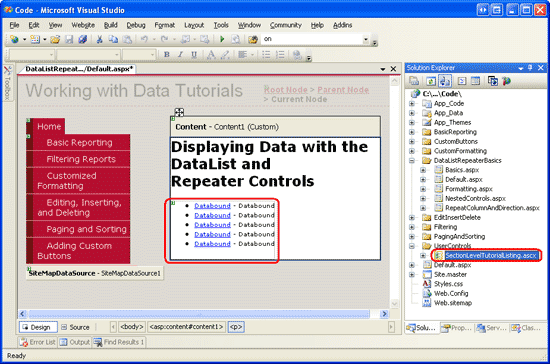 Code - Microsoft Visual Studio
File Edit View Website Build Debug Format Layout Tools Window Community Help Addins
on
Toolbox
DataListRepeat.../Default.aspx*
Working with Data Tutorials
Root Node > Parent Node > Current Node
Home
Basic Reporting
Filtering Reports
Customized Formatting
Editing, Inserting, and Deleting
Paging and Sorting
Adding Custom Buttons
SiteMapDataSource - SiteMapDataSource1
Content - Content1 (Custom)
Displaying Data with the
DataList and
Repeater Controls
Databound - Databound
Databound - Databound
Databound - Databound
Databound - Databound
Databound - Databound
Design Source <body> <asp:content#content1> <p>
Error List Output Find Results 1
Ready
Solution Explorer
C:\...\Code\
App_Code
App_Data
App_Themes
BasicReporting
CustomButtons
CustomFormatting
DataListRepeaterBasics
Basics.aspx
Default.aspx
Formatting.aspx
NestedControls.aspx
RepeatColumnAndDirection.aspx
EditInsertDelete
Filtering
PagingAndSorting
UserControls
SectionLevelTutorialListing.ascx
Default.aspx
Site.master
Styles.css
Web.Config
Web.sitemap
Solu... Prop... Serv... Clas...